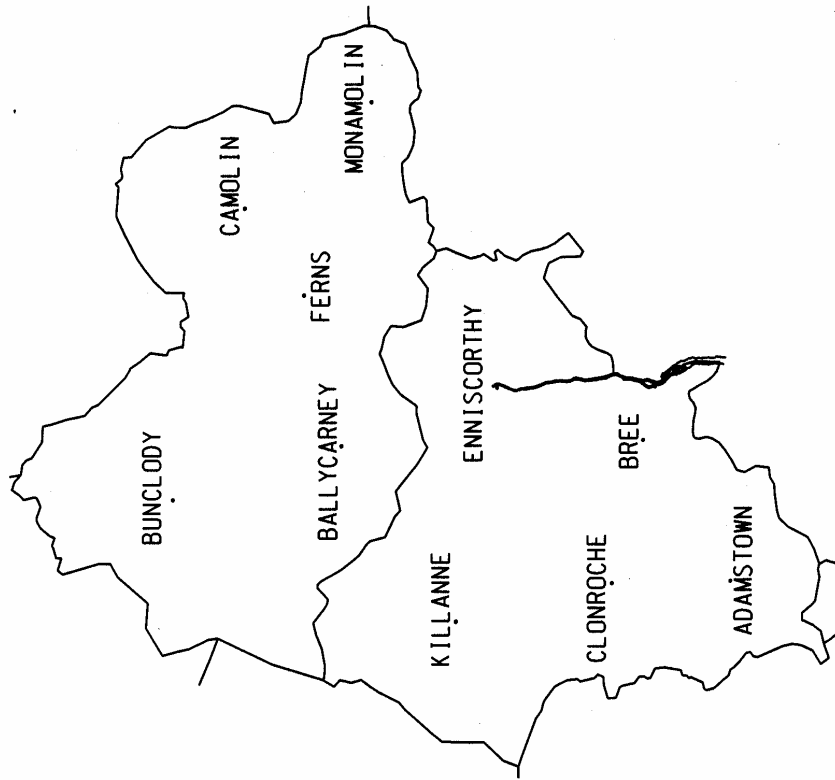 BUNCLODY
CAMOLIN
FERNS
MONAMOLIN
BALLYCARNEY
KILLANNE
ENNISCORTHY
CLONROCHE
BREE
ADAMSTOWN